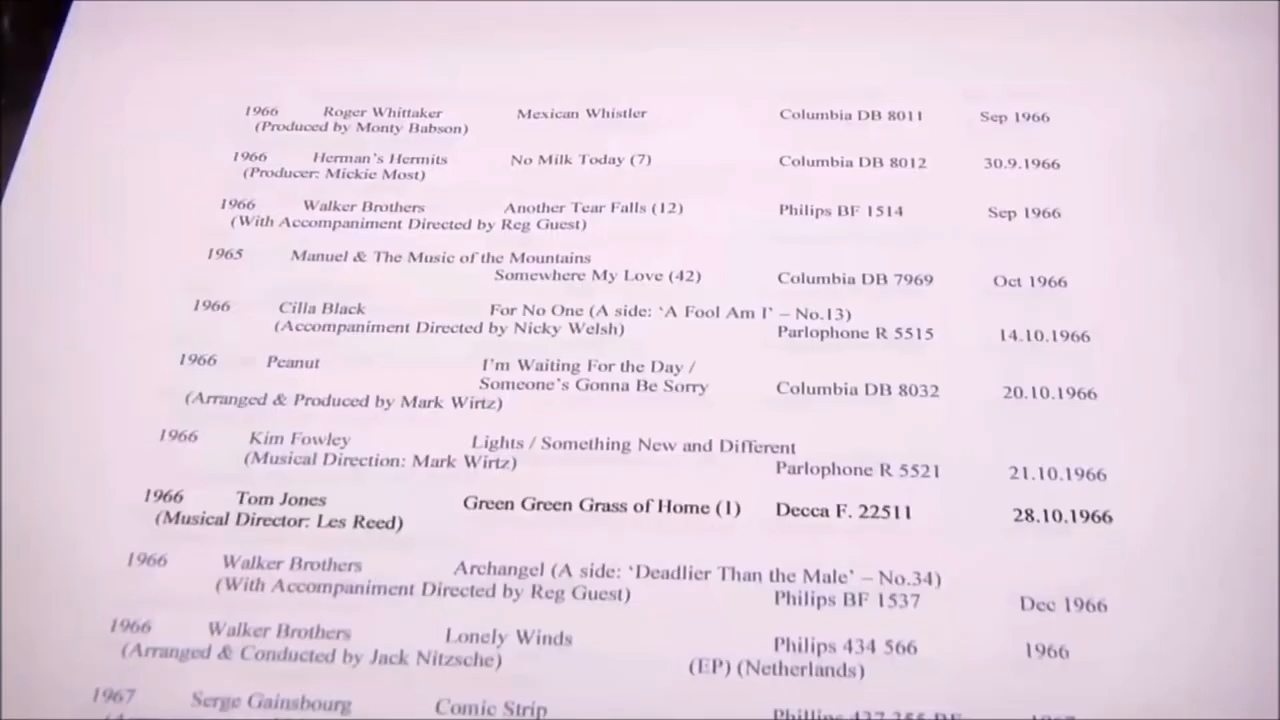 1966 Roger Whittaker Mexican Whistler Columbia DB 8011 Sep 1966
(Produced by Monty Babson)
1966 Herman's Hermits No Milk Today (7) Columbia DB 8012 30.9.1966
(Producer: Mickie Most)
1966 Walker Brothers Another Tear Falls (12) Philips BF 1514 Sep 1966
(With Accompaniment Directed by Reg Guest)
1965 Manuel & The Music of the Mountains
Somewhere My Love (42) Columbia DB 7969 Oct 1966
1966 Cilla Black For No One (A side: 'A Fool Am I' – No.13)
(Accompaniment Directed by Nicky Welsh) Parlophone R 5515 14.10.1966
1966 Peanut I'm Waiting For the Day /
Someone's Gonna Be Sorry Columbia DB 8032 20.10.1966
(Arranged & Produced by Mark Wirtz)
1966 Kim Fowley Lights / Something New and Different
(Musical Direction: Mark Wirtz) Parlophone R 5521 21.10.1966
1966 Tom Jones Green Green Grass of Home (1) Decca F. 22511 28.10.1966
(Musical Director: Les Reed)
1966 Walker Brothers Archangel (A side: 'Deadlier Than the Male' – No.34)
(With Accompaniment Directed by Reg Guest) Philips BF 1537 Dec 1966
1966 Walker Brothers Lonely Winds Philips 434 566 1966
(Arranged & Conducted by Jack Nitzsche) (EP) (Netherlands)
1967 Serge Gainsbourg Comic Strip